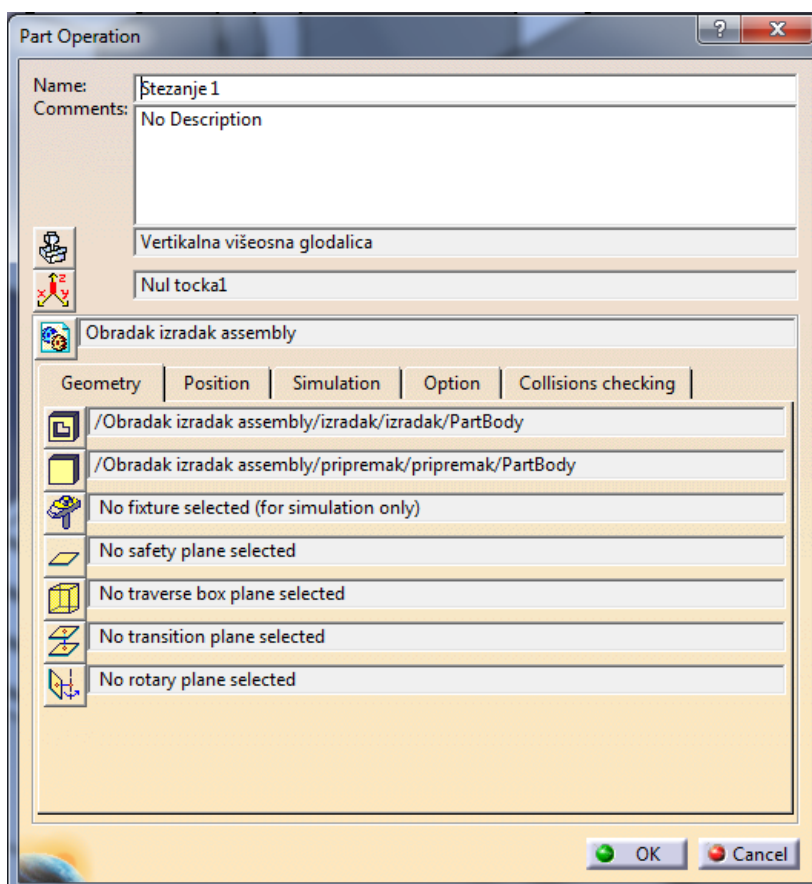 Part Operation
Name: Stezanje 1
Comments: No Description
Vertikalna višeosna glodalica
Nul tocka1
Obradak izradak assembly
Geometry Position Simulation Option Collisions checking
/Obradak izradak assembly/izradak/izradak/PartBody
/Obradak izradak assembly/pripremak/pripremak/PartBody
No fixture selected (for simulation only)
No safety plane selected
No traverse box plane selected
No transition plane selected
No rotary plane selected
OK Cancel